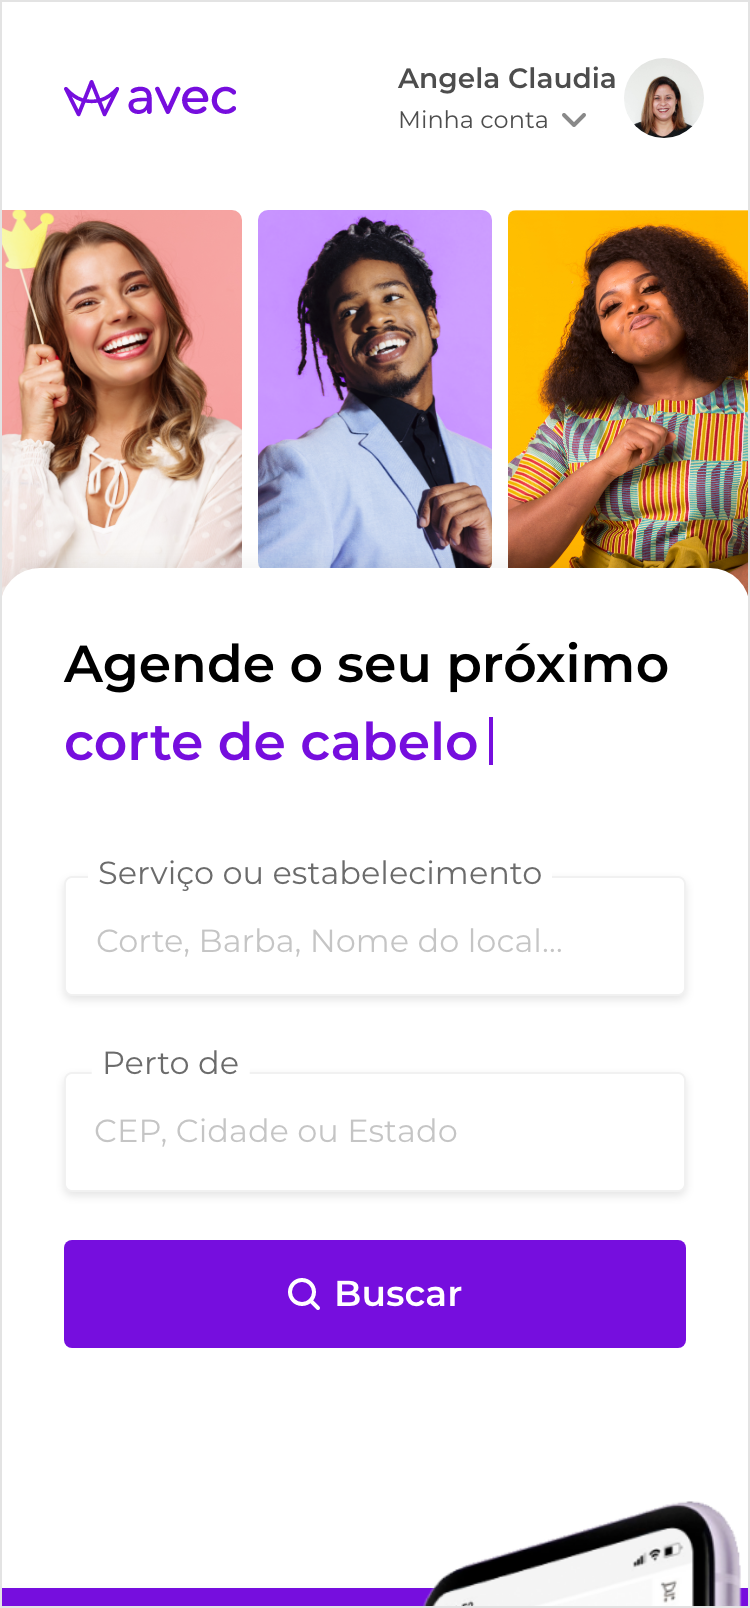 avec
Angela Claudia
Minha conta
Agende o seu próximo
corte de cabelo
Serviço ou estabelecimento
Corte, Barba, Nome do local...
Perto de
CEP, Cidade ou Estado
Buscar